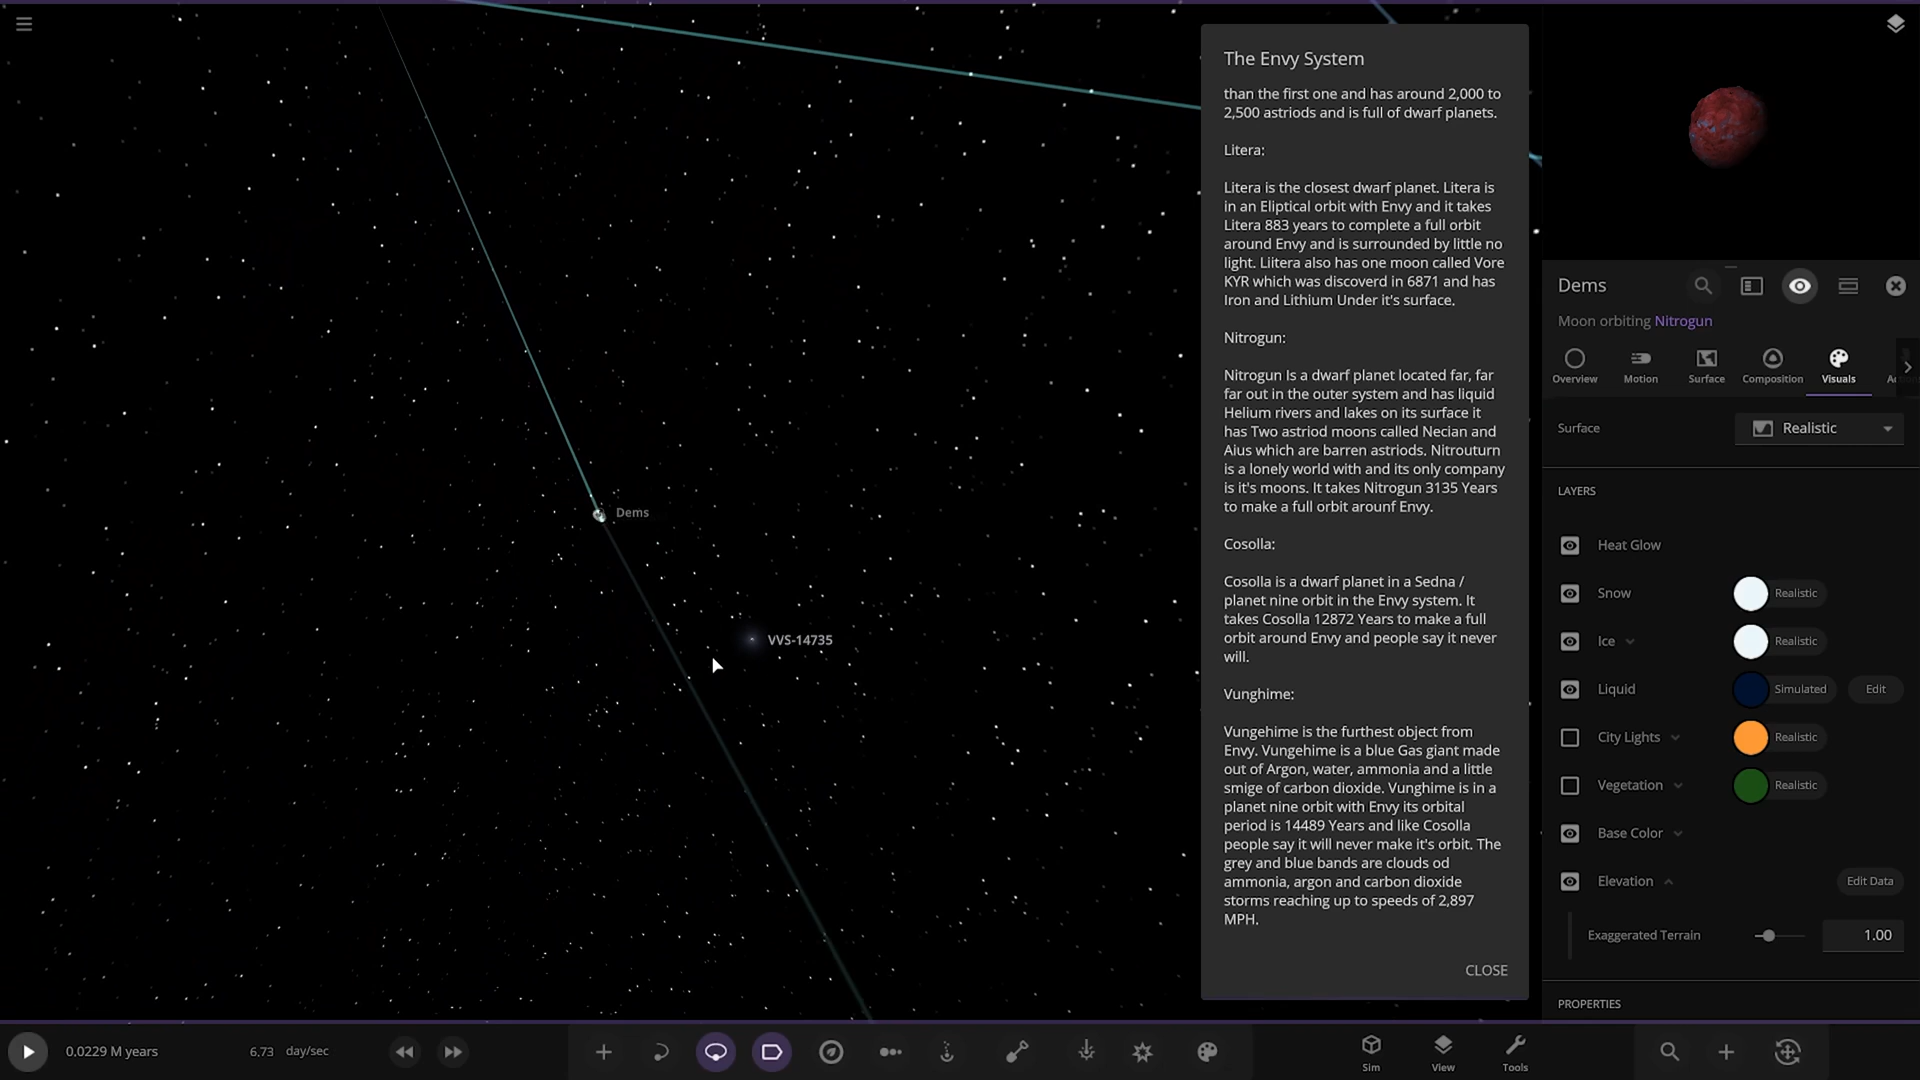 The Envy System
than the first one and has around 2,000 to
2,500 astriods and is full of dwarf planets.
Litera:
Litera is the closest dwarf planet. Litera is
in an Eliptical orbit with Envy and it takes
Litera 883 years to complete a full orbit
around Envy and is surrounded by little no
light. Liitera also has one moon called Vore
KYR which was discoverd in 6871 and has
Iron and Lithium Under it's surface.
Nitrogun:
Nitrogun Is a dwarf planet located far, far
far out in the outer system and has liquid
Helium rivers and lakes on its surface it
has Two astriod moons called Necian and
Aius which are barren astriods. Nitrouturn
is a lonely world with and its only company
is it's moons. It takes Nitrogun 3135 Years
to make a full orbit arounf Envy.
Cosolla:
Cosolla is a dwarf planet in a Sedna /
planet nine orbit in the Envy system. It
takes Cosolla 12872 Years to make a full
orbit around Envy and people say it never
will.
Vunghime:
Vungehime is the furthest object from
Envy. Vungehime is a blue Gas giant made
out of Argon, water, ammonia and a little
smige of carbon dioxide. Vunghime is in a
planet nine orbit with Envy its orbital
period is 14489 Years and like Cosolla
people say it will never make it's orbit. The
grey and blue bands are clouds od
ammonia, argon and carbon dioxide
storms reaching up to speeds of 2,897
MPH.
CLOSE
Dems
VVS-14735
Dems
Moon orbiting Nitrogun
Overview Motion Surface Composition Visuals
Surface Realistic
LAYERS
Heat Glow
Snow Realistic
Ice Realistic
Liquid Simulated Edit
City Lights Realistic
Vegetation Realistic
Base Color
Elevation Edit Data
Exaggerated Terrain 1.00
PROPERTIES
0.0229 M years 6.73 day/sec
Sim View Tools